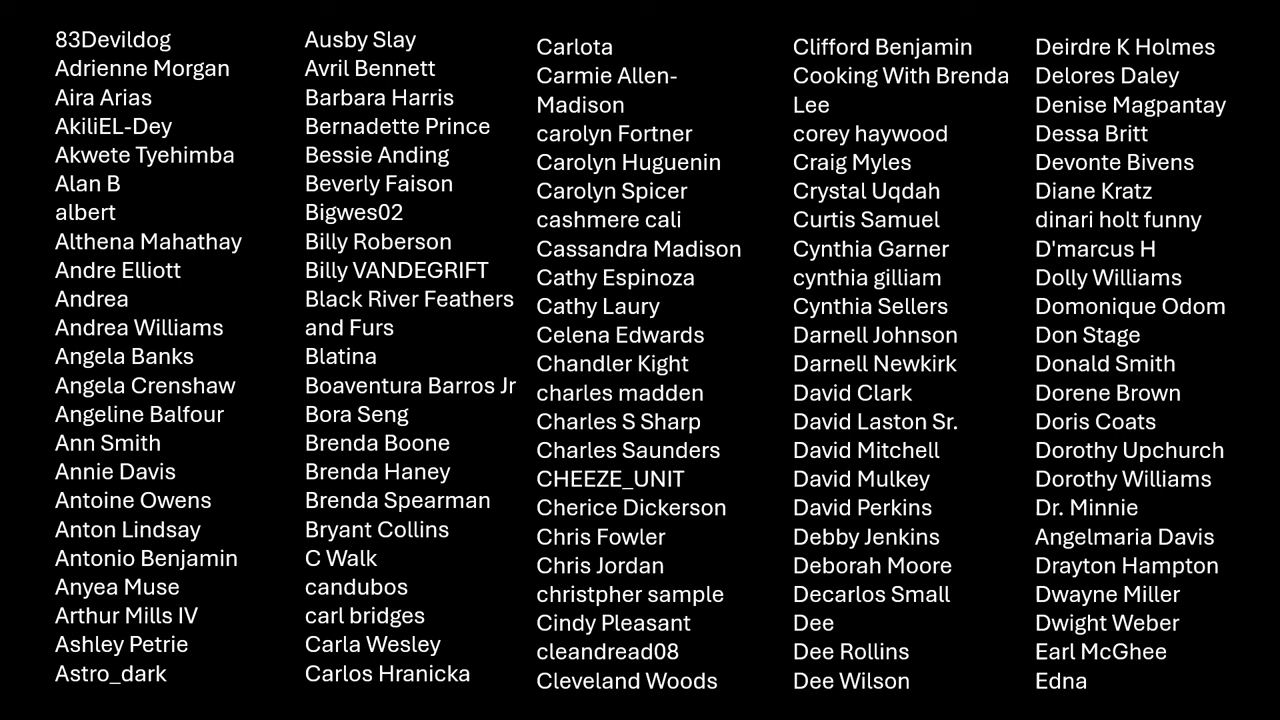 83Devildog
Adrienne Morgan
Aira Arias
AkiliEL-Dey
Akwete Tyehimba
Alan B
albert
Althena Mahathay
Andre Elliott
Andrea
Andrea Williams
Angela Banks
Angela Crenshaw
Angeline Balfour
Ann Smith
Annie Davis
Antoine Owens
Anton Lindsay
Antonio Benjamin
Anyea Muse
Arthur Mills IV
Ashley Petrie
Astro_dark
Ausby Slay
Avril Bennett
Barbara Harris
Bernadette Prince
Bessie Anding
Beverly Faison
Bigwes02
Billy Roberson
Billy VANDEGRIFT
Black River Feathers
and Furs
Blatina
Boaventura Barros Jr
Bora Seng
Brenda Boone
Brenda Haney
Brenda Spearman
Bryant Collins
C Walk
candubos
carl bridges
Carla Wesley
Carlos Hranicka
Carlota
Carmie Allen-
Madison
carolyn Fortner
Carolyn Huguenin
Carolyn Spicer
cashmere cali
Cassandra Madison
Cathy Espinoza
Cathy Laury
Celena Edwards
Chandler Kight
charles madden
Charles S Sharp
Charles Saunders
CHEEZE_UNIT
Cherice Dickerson
Chris Fowler
Chris Jordan
christpher sample
Cindy Pleasant
cleandread08
Cleveland Woods
Clifford Benjamin
Cooking With Brenda
Lee
corey haywood
Craig Myles
Crystal Uqdah
Curtis Samuel
Cynthia Garner
cynthia gilliam
Cynthia Sellers
Darnell Johnson
Darnell Newkirk
David Clark
David Laston Sr.
David Mitchell
David Mulkey
David Perkins
Debby Jenkins
Deborah Moore
Decarlos Small
Dee
Dee Rollins
Dee Wilson
Deirdre K Holmes
Delores Daley
Denise Magpantay
Dessa Britt
Devonte Bivens
Diane Kratz
dinari holt funny
D'marcus H
Dolly Williams
Domonique Odom
Don Stage
Donald Smith
Dorene Brown
Doris Coats
Dorothy Upchurch
Dorothy Williams
Dr. Minnie
Angelmaria Davis
Drayton Hampton
Dwayne Miller
Dwight Weber
Earl McGhee
Edna